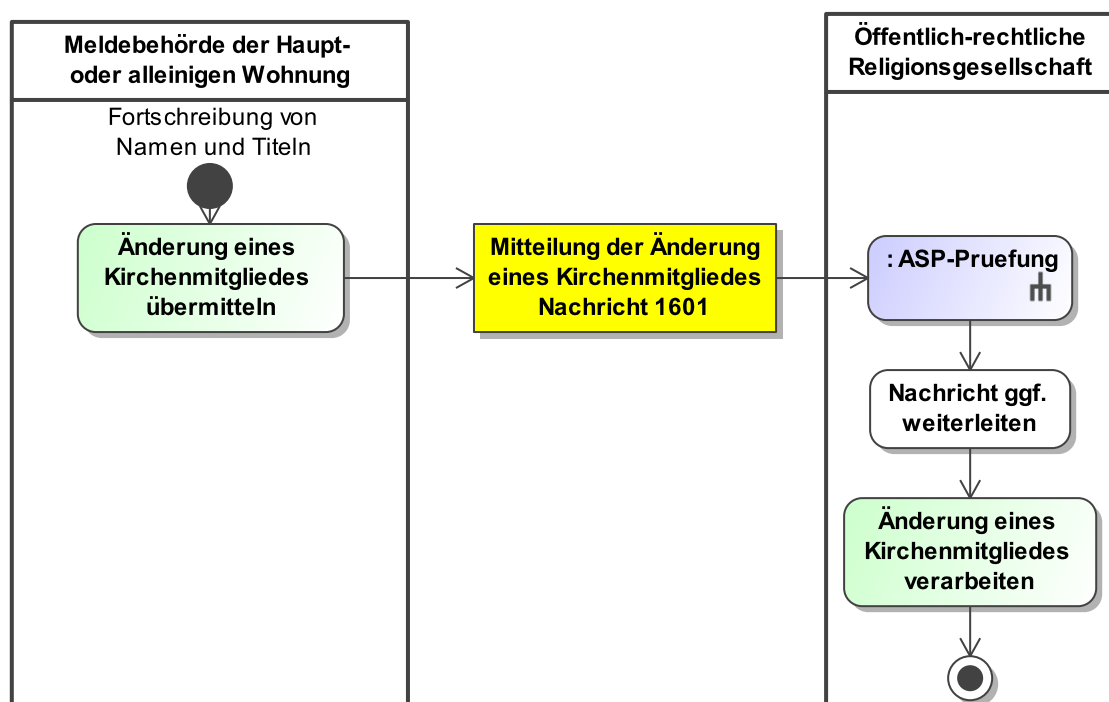 Meldebehörde der Haupt-
oder alleinigen Wohnung
Fortschreibung von
Namen und Titeln
Änderung eines
Kirchenmitgliedes
übermitteln
Mitteilung der Änderung
eines Kirchenmitgliedes
Nachricht 1601
Öffentlich-rechtliche
Religionsgesellschaft
: ASP-Pruefung
Nachricht ggf.
weiterleiten
Änderung eines
Kirchenmitgliedes
verarbeiten